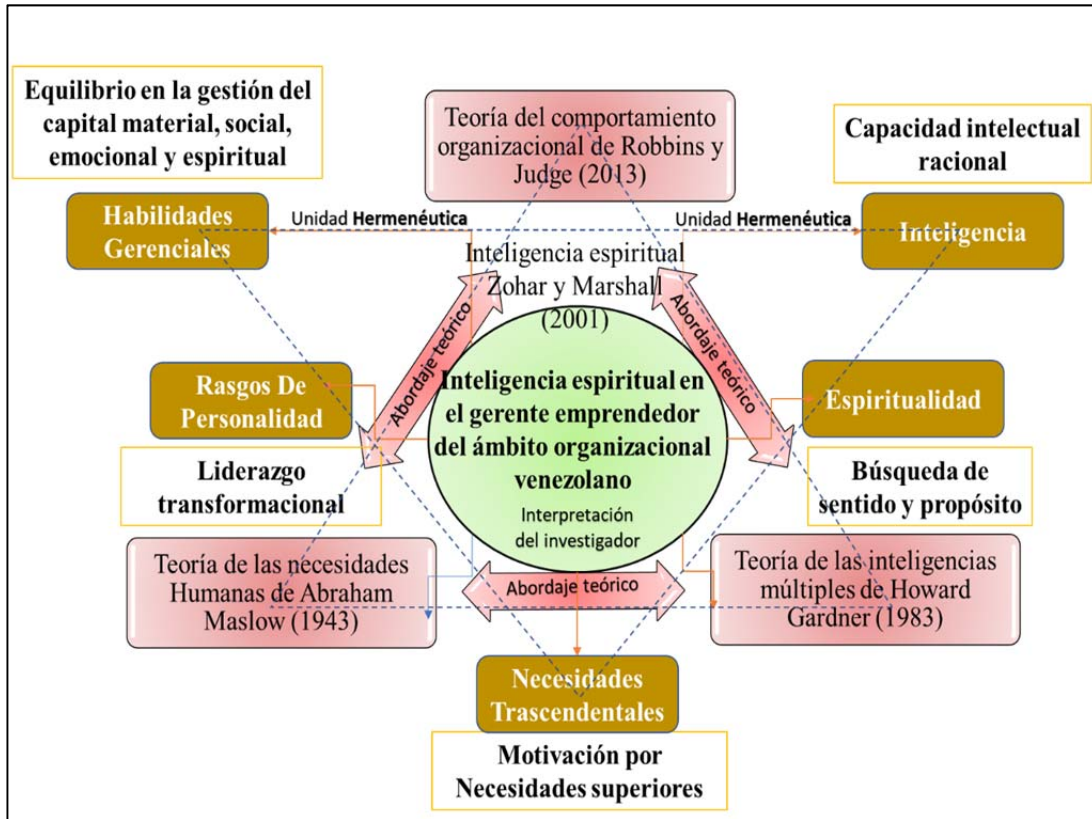 Equilibrio en la gestión del
capital material, social,
emocional y espiritual
Habilidades
Gerenciales
Teoría del comportamiento
organizacional de Robbins y
Judge (2013)
Capacidad intelectual
racional
Inteligencia
Unidad Hermenéutica
Unidad Hermenéutica
Inteligencia espiritual
Zohar y Marshall
(2001)
Abordaje teórico
Abordaje teórico
Rasgos De
Personalidad
Liderazgo
transformacional
Inteligencia espiritual en
el gerente emprendedor
del ámbito organizacional
venezolano
Interpretación
del investigador
Espiritualidad
Búsqueda de
sentido y propósito
Teoría de las necesidades
Humanas de Abraham
Maslow (1943)
Abordaje teórico
Teoría de las inteligencias
múltiples de Howard
Gardner (1983)
Necesidades
Trascendentales
Motivación por
Necesidades superiores